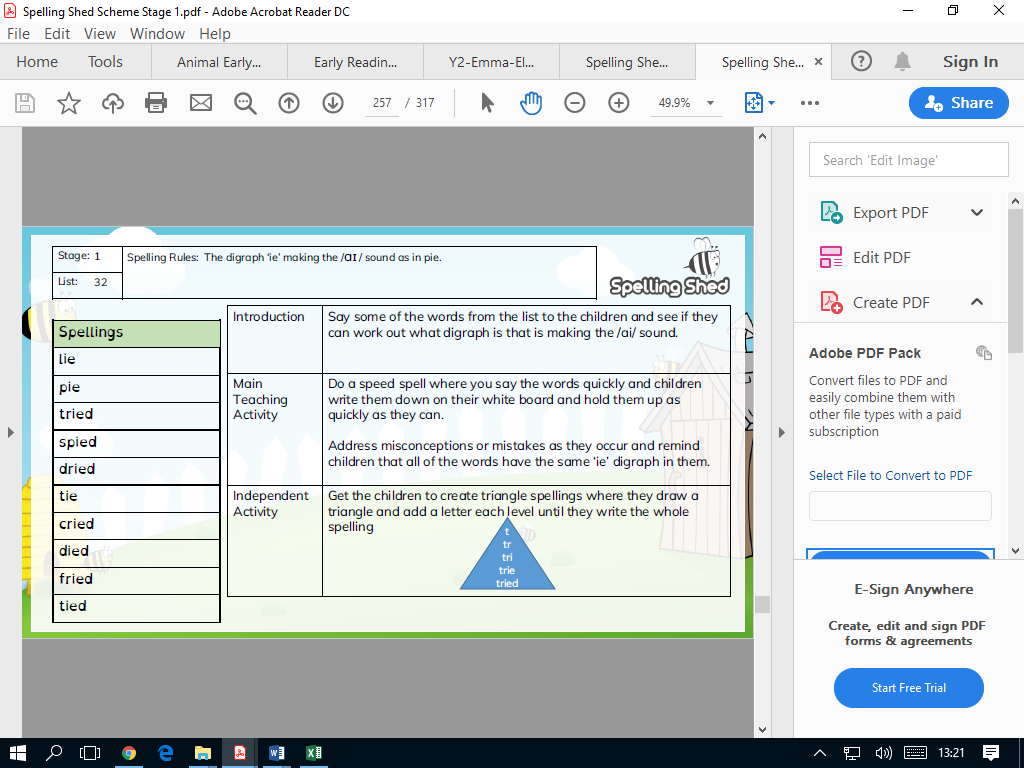 Spelling Shed Scheme Stage 1.pdf - Adobe Acrobat Reader DC
File Edit View Window Help
Home Tools Animal Early... Early Readin... Y2-Emma-El... Spelling She... Spelling She... × ? Sign In
257 / 317 49.9% Share
Stage: 1
Spelling Rules: The digraph ‘ie’ making the /aɪ/ sound as in pie.
List: 32
Spelling Shed
Spellings
lie
pie
tried
spied
dried
tie
cried
died
fried
tied
Introduction
Say some of the words from the list to the children and see if they
can work out what digraph is that is making the /ai/ sound.
Main
Teaching
Activity
Do a speed spell where you say the words quickly and children
write them down on their white board and hold them up as
quickly as they can.
Address misconceptions or mistakes as they occur and remind
children that all of the words have the same ‘ie’ digraph in them.
Independent
Activity
Get the children to create triangle spellings where they draw a
triangle and add a letter each level until they write the whole
spelling
t
tr
tri
trie
tried
Search 'Edit Image'
Export PDF
Edit PDF
Create PDF
Adobe PDF Pack
Convert files to PDF and
easily combine them with
other file types with a paid
subscription
Select File to Convert to PDF
E-Sign Anywhere
Create, edit and sign PDF
forms & agreements
Start Free Trial
13:21